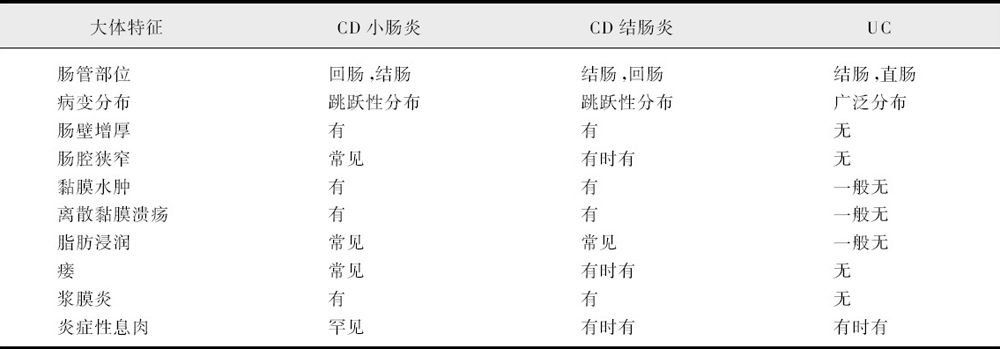 大体特征 CD 小肠炎 CD 结肠炎 UC
肠管部位 回肠,结肠 结肠,回肠 结肠,直肠
病变分布 跳跃性分布 跳跃性分布 广泛分布
肠壁增厚 有 有 无
肠腔狭窄 常见 有时有 无
黏膜水肿 有 有 一般无
离散黏膜溃疡 有 有 一般无
脂肪浸润 常见 常见 一般无
瘘 常见 有时有 无
浆膜炎 有 有 无
炎症性息肉 罕见 有时有 有时有